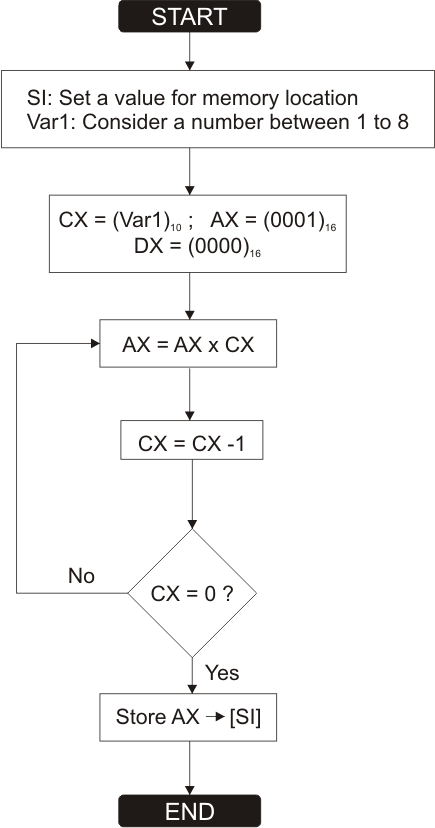 START
SI: Set a value for memory location
Var1: Consider a number between 1 to 8
CX = (Var1)₁₀ ; AX = (0001)₁₆
DX = (0000)₁₆
AX = AX x CX
CX = CX -1
CX = 0 ?
No
Yes
Store AX → [SI]
END